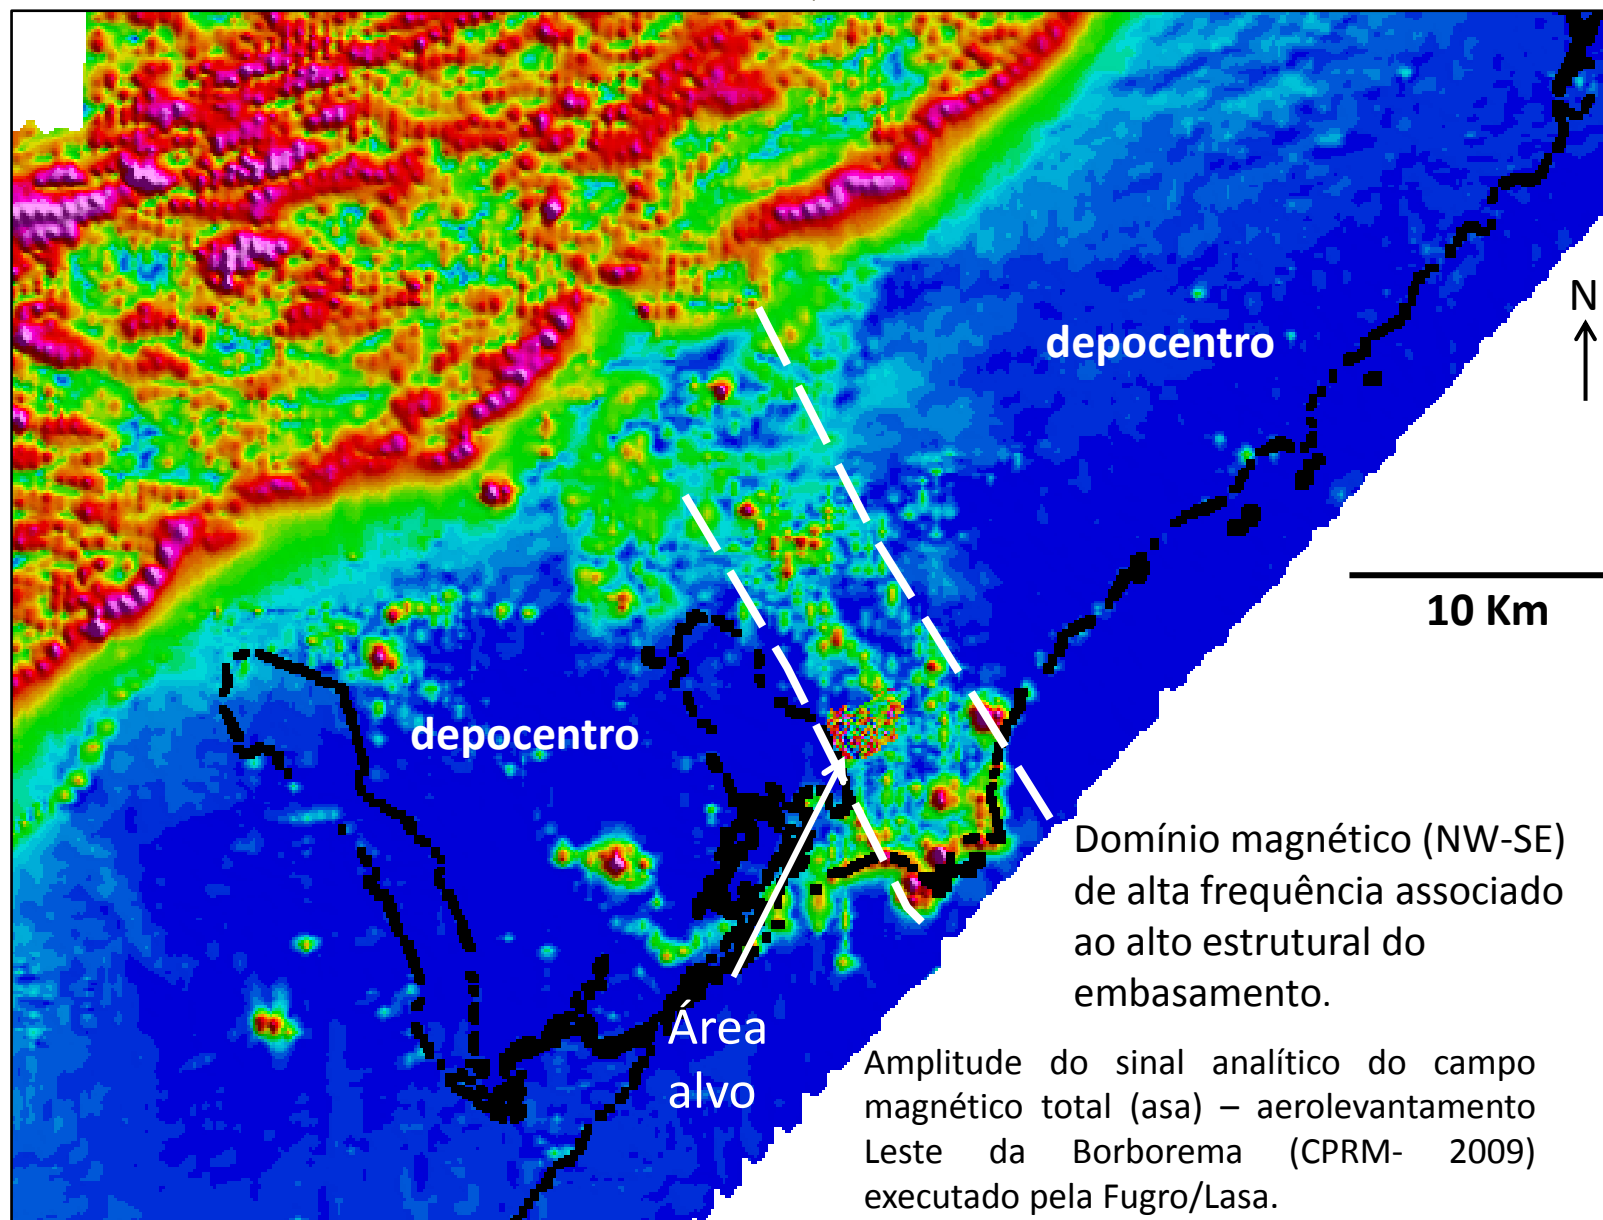 depocentro
N
10 Km
depocentro
Área
alvo
Domínio magnético (NW-SE)
de alta frequência associado
ao alto estrutural do
embasamento.
Amplitude do sinal analítico do campo
magnético total (asa) – aerolevantamento
Leste da Borborema (CPRM- 2009)
executado pela Fugro/Lasa.